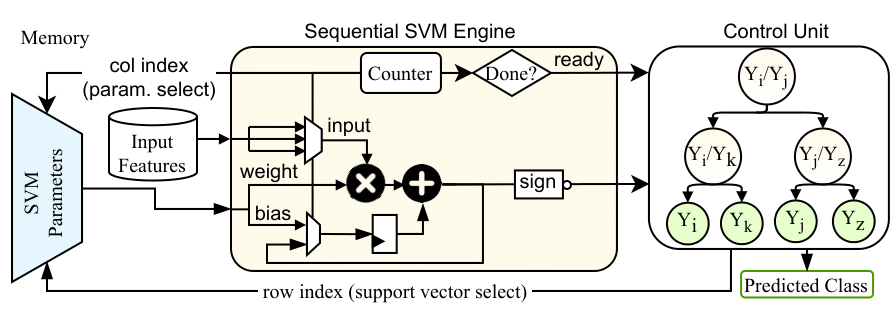 Sequential SVM Engine
Control Unit
Memory
col index
(param. select)
Counter
Done?
ready
Input
Features
input
SVM
Parameters
weight
bias
sign
Yi/Yj
Yi/Yk
Yj/Yz
Yi
Yk
Yj
Yz
row index (support vector select)
Predicted Class